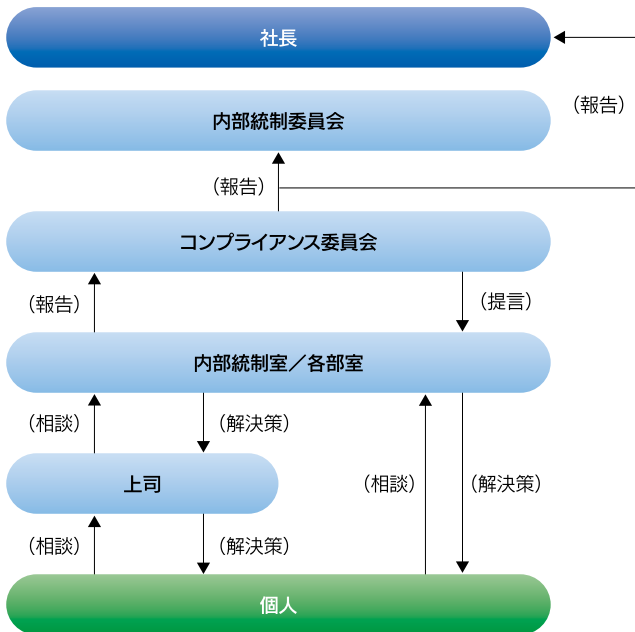 社長
(報告)
内部統制委員会
(報告)
コンプライアンス委員会
(報告)
(提言)
内部統制室／各部室
(相談)
(解決策)
上司
(相談)
(解決策)
(相談)
(解決策)
個人